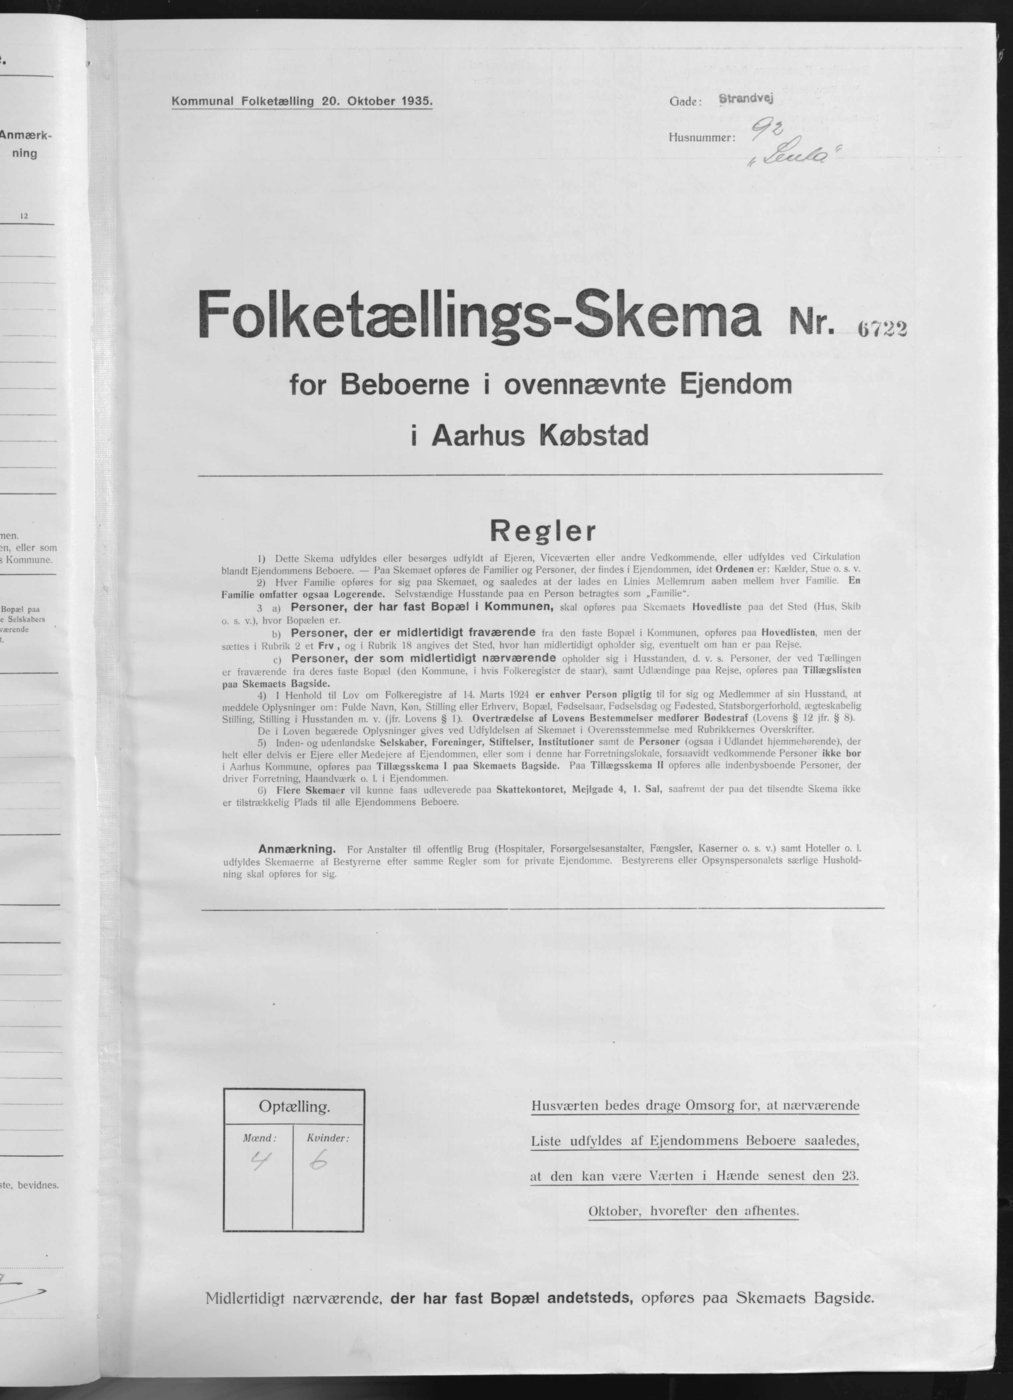 Anmærk-
ning
12
men.
en, eller som
s Kommune.
Bopæl paa
e Selskabers
værende
ste, bevidnes.
Kommunal Folketælling 20. Oktober 1935.
Gade: Strandvej
Husnummer: 92
Folketællings-Skema Nr. 6722
for Beboerne i ovennævnte Ejendom
i Aarhus Købstad
Regler
1) Dette Skema udfyldes eller besørges udfyldt af Ejeren, Viceværten eller andre Vedkommende, eller udfyldes ved Cirkulation
blandt Ejendommens Beboere. — Paa Skemaet opføres de Familier og Personer, der findes i Ejendommen, idet Ordenen er: Kælder, Stue o. s. v.
2) Hver Familie opføres for sig paa Skemaet, og saaledes at der lades en Linies Mellemrum aaben mellem hver Familie. En
Familie omfatter ogsaa Logerende. Selvstændige Husstande paa en Person betragtes som „Familie“.
3 a) Personer, der har fast Bopæl i Kommunen, skal opføres paa Skemaets Hovedliste paa det Sted (Hus, Skib
o. s. v.), hvor Bopælen er.
b) Personer, der er midlertidigt fraværende fra den faste Bopæl i Kommunen, opføres paa Hovedlisten, men der
sættes i Rubrik 2 et Frv., og i Rubrik 18 angives det Sted, hvor han midlertidigt opholder sig, eventuelt om han er paa Rejse.
c) Personer, der som midlertidigt nærværende opholder sig i Husstanden, d. v. s. Personer, der ved Tællingen
er fraværende fra deres faste Bopæl (den Kommune, i hvis Folkeregister de staar), samt Udlændinge paa Rejse, opføres paa Tillægslisten
paa Skemaets Bagside.
4) I Henhold til Lov om Folkeregistre af 14. Marts 1924 er enhver Person pligtig til for sig og Medlemmer af sin Husstand, at
meddele Oplysninger om: Fulde Navn, Køn, Stilling eller Erhverv, Bopæl, Fødselsaar, Fødselsdag og Fødested, Statsborgerforhold, ægteskabelig
Stilling, Stilling i Husstanden m. v. (jfr. Lovens § 1). Overtrædelse af Lovens Bestemmelser medfører Bødestraf (Lovens § 12 jfr. § 8).
De i Loven begærede Oplysninger gives ved Udfyldelsen af Skemaet i Overensstemmelse med Rubrikkernes Overskrifter.
5) Inden- og udenlandske Selskaber, Foreninger, Stiftelser, Institutioner samt de Personer (ogsaa i Udlandet hjemmehørende), der
helt eller delvis er Ejere eller Medejere af Ejendommen, eller som i denne har Forretningslokale, forsaavidt vedkommende Personer ikke bor
i Aarhus Kommune, opføres paa Tillægsskema I paa Skemaets Bagside. Paa Tillægsskema II opføres alle indenbysboende Personer, der
driver Forretning, Haandværk o. l. i Ejendommen.
6) Flere Skemaer vil kunne faas udleverede paa Skattekontoret, Mejlgade 4, 1. Sal, saafremt der paa det tilsendte Skema ikke
er tilstrækkelig Plads til alle Ejendommens Beboere.
Anmærkning. For Anstalter til offentlig Brug (Hospitaler, Forsørgelsesanstalter, Fængsler, Kaserner o. s. v.) samt Hoteller o. l.
udfyldes Skemaerne af Bestyrerne efter samme Regler som for private Ejendomme. Bestyrerens eller Opsynspersonalets særlige Hushold-
ning skal opføres for sig.
Optælling.
Mænd: Kvinder:
4 6
Husværten bedes drage Omsorg for, at nærværende
Liste udfyldes af Ejendommens Beboere saaledes,
at den kan være Værten i Hænde senest den 23.
Oktober, hvorefter den afhentes.
Midlertidigt nærværende, der har fast Bopæl andetsteds, opføres paa Skemaets Bagside.